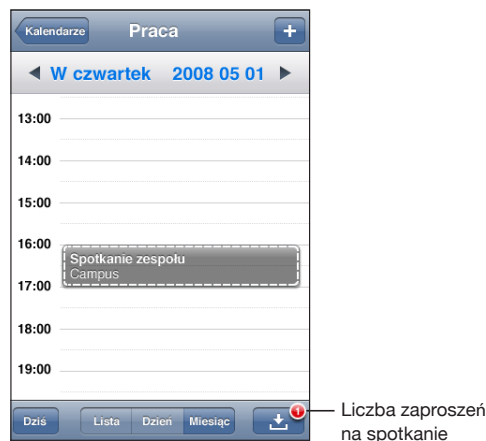 Kalendarze Praca +
W czwartek 2008 05 01
13:00
14:00
15:00
16:00
Spotkanie zespołu
Campus
17:00
18:00
19:00
Dziś Lista Dzień Miesiąc 1
Liczba zaproszeń
na spotkanie